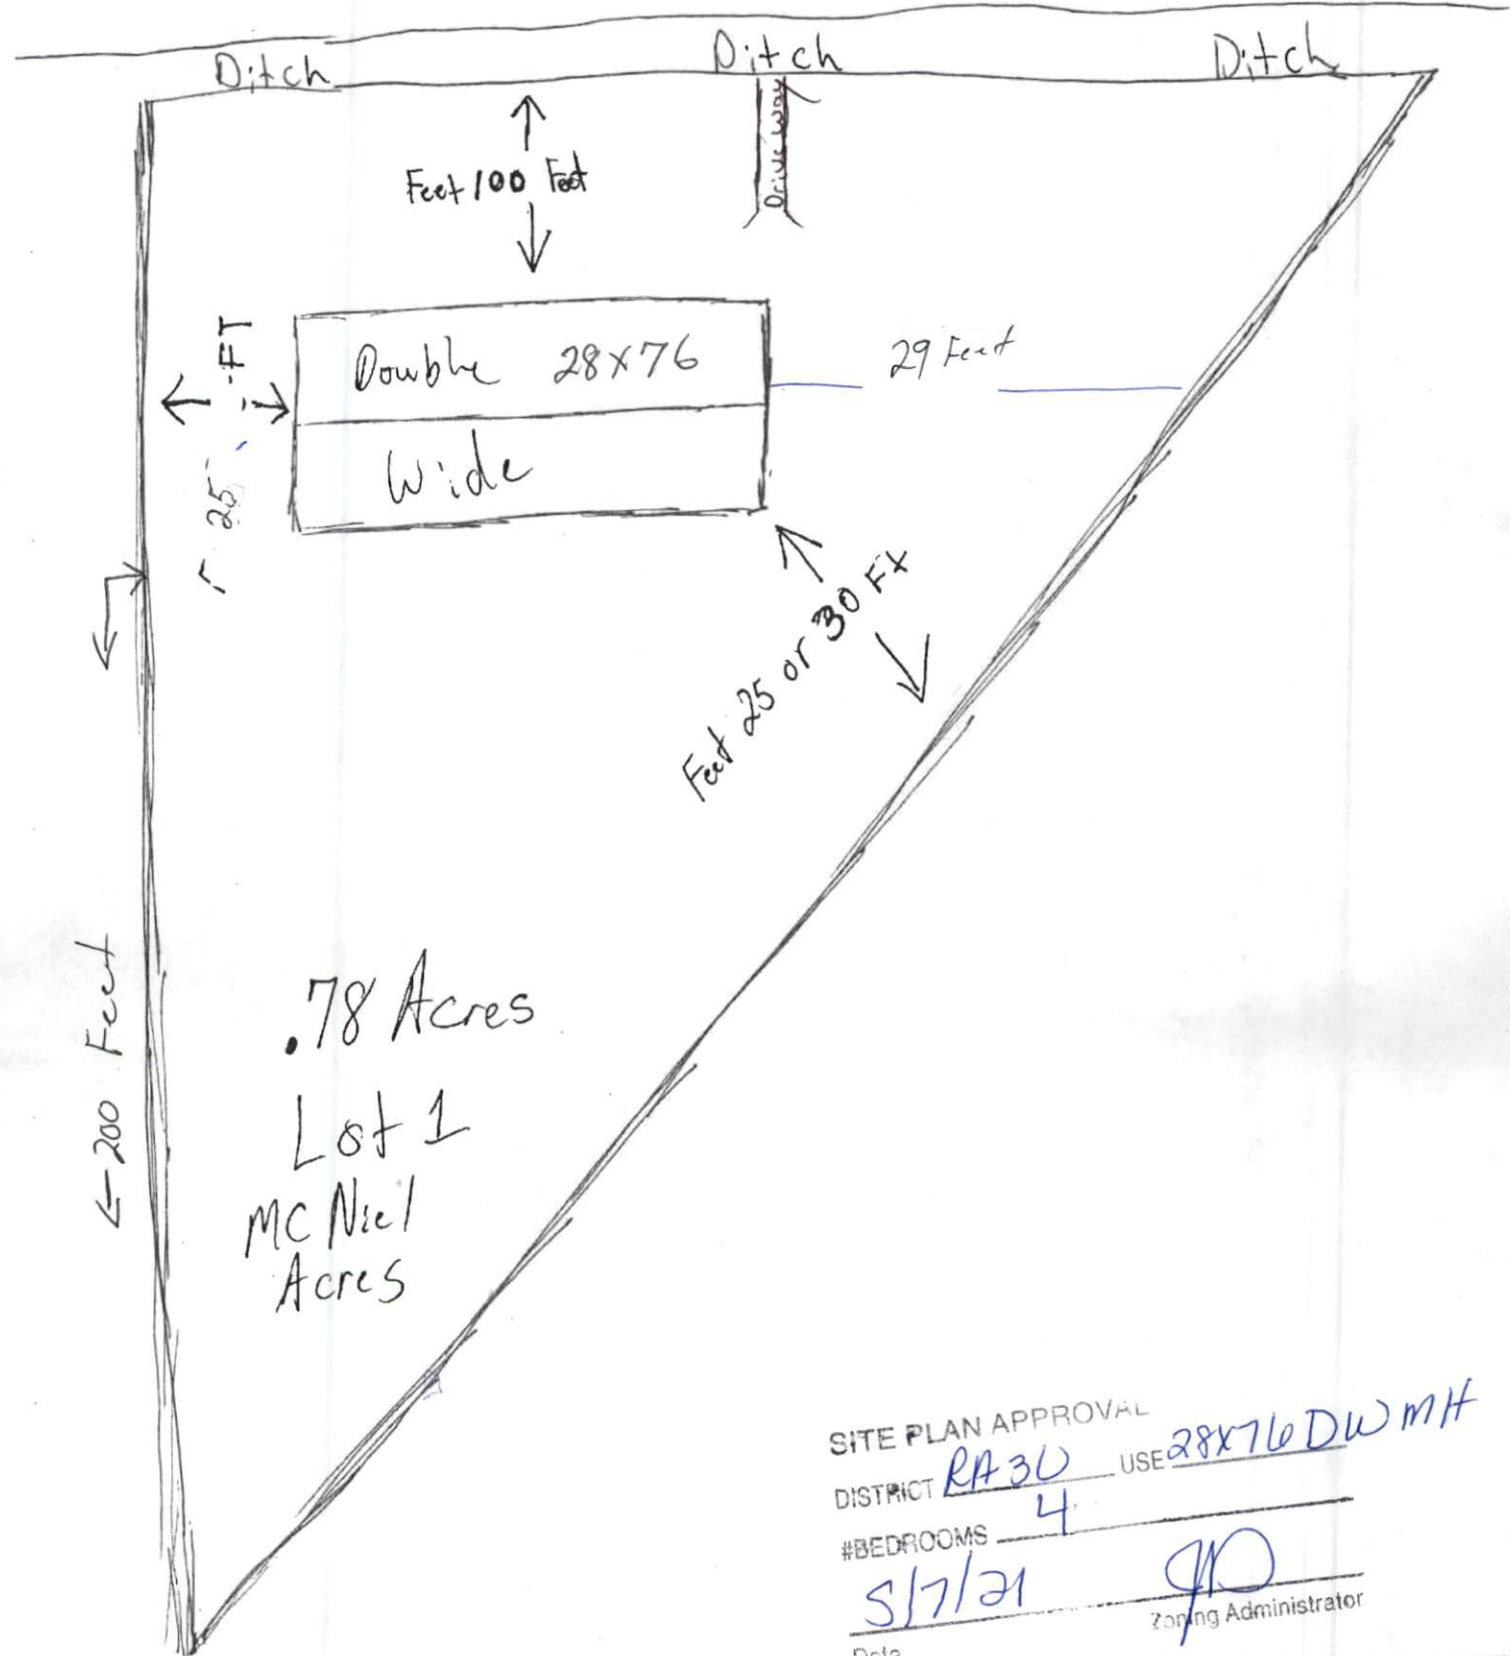 Ditch Ditch Ditch
Drive way
Feet 100 Feet
25 FT
Double 28x76
Wide
29 Feet
Feet 25 or 30 Ft
← 200 Feet
.78 Acres
Lot 1
MC Niel
Acres
SITE PLAN APPROVAL
DISTRICT RA30 USE 28x76 DWMH
#BEDROOMS 4
5/7/21
Date
Zoning Administrator